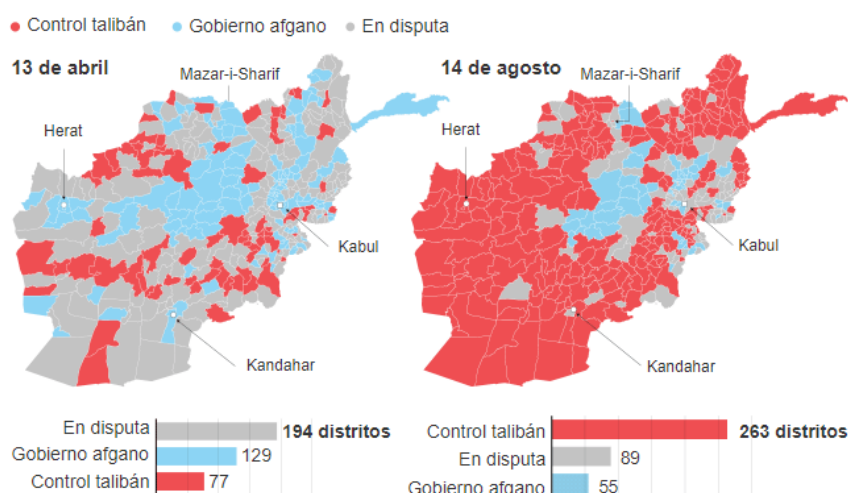 Control talibán Gobierno afgano En disputa
13 de abril
Mazar-i-Sharif
Herat
Kabul
Kandahar
14 de agosto
Mazar-i-Sharif
Herat
Kabul
Kandahar
En disputa 194 distritos
Gobierno afgano 129
Control talibán 77
Control talibán 263 distritos
En disputa 89
Gobierno afgano 55